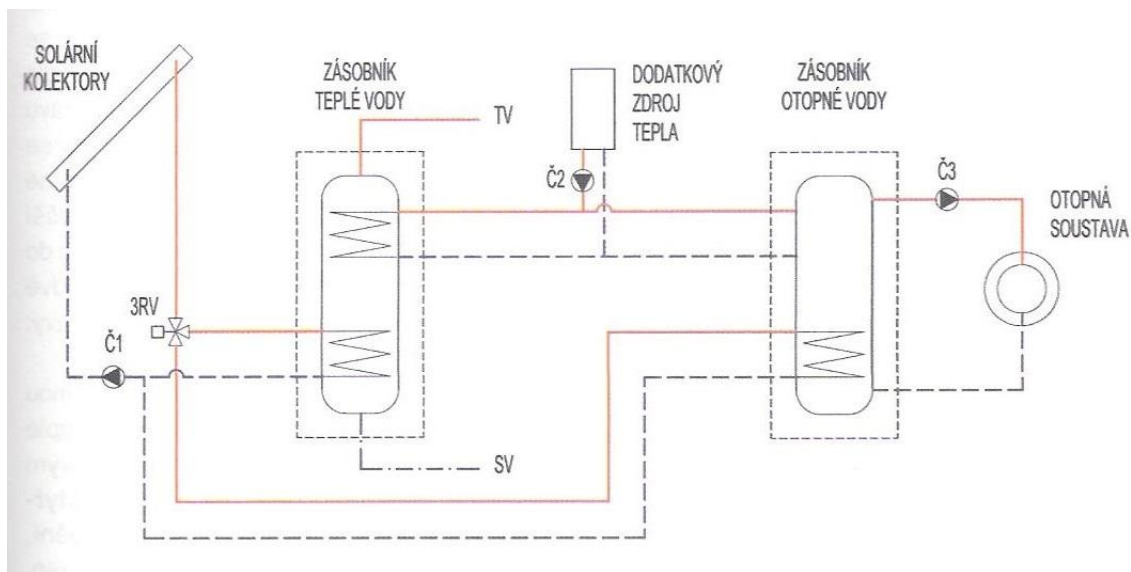 SOLÁRNÍ
KOLEKTORY
ZÁSOBNÍK
TEPLÉ VODY
TV
DODATKOVÝ
ZDROJ
TEPLA
ZÁSOBNÍK
OTOPNÉ VODY
Č2
Č3
OTOPNÁ
SOUSTAVA
3RV
Č1
SV